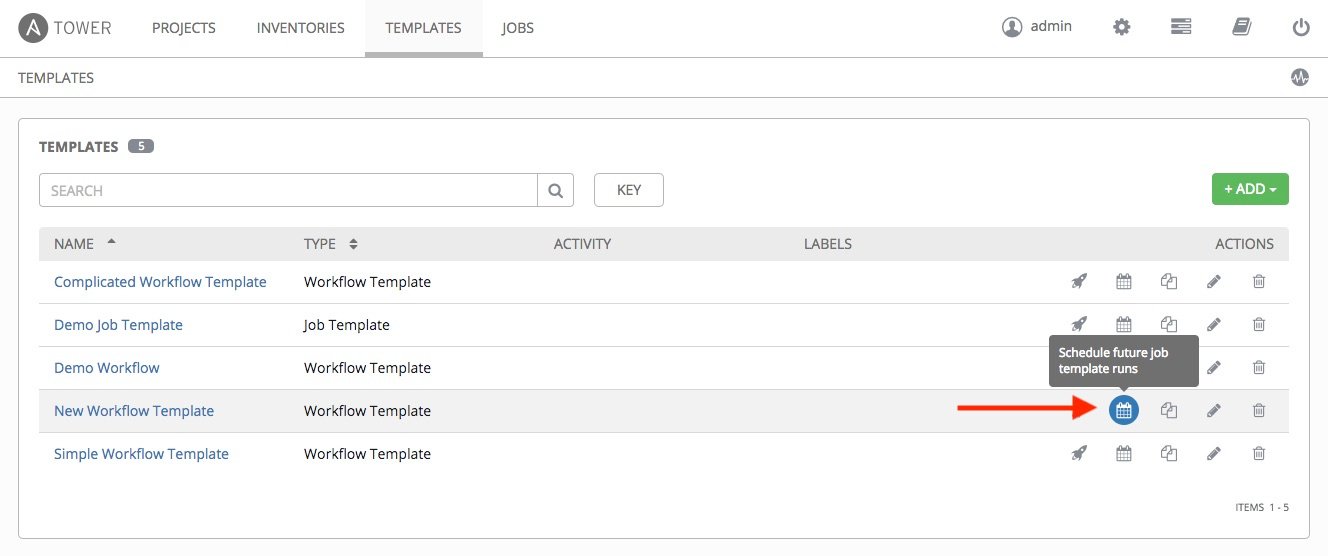 A TOWER PROJECTS INVENTORIES TEMPLATES JOBS admin
TEMPLATES
TEMPLATES 5
SEARCH KEY + ADD
NAME TYPE ACTIVITY LABELS ACTIONS
Complicated Workflow Template Workflow Template
Demo Job Template Job Template
Schedule future job
template runs
Demo Workflow Workflow Template
New Workflow Template Workflow Template
Simple Workflow Template Workflow Template
ITEMS 1 - 5